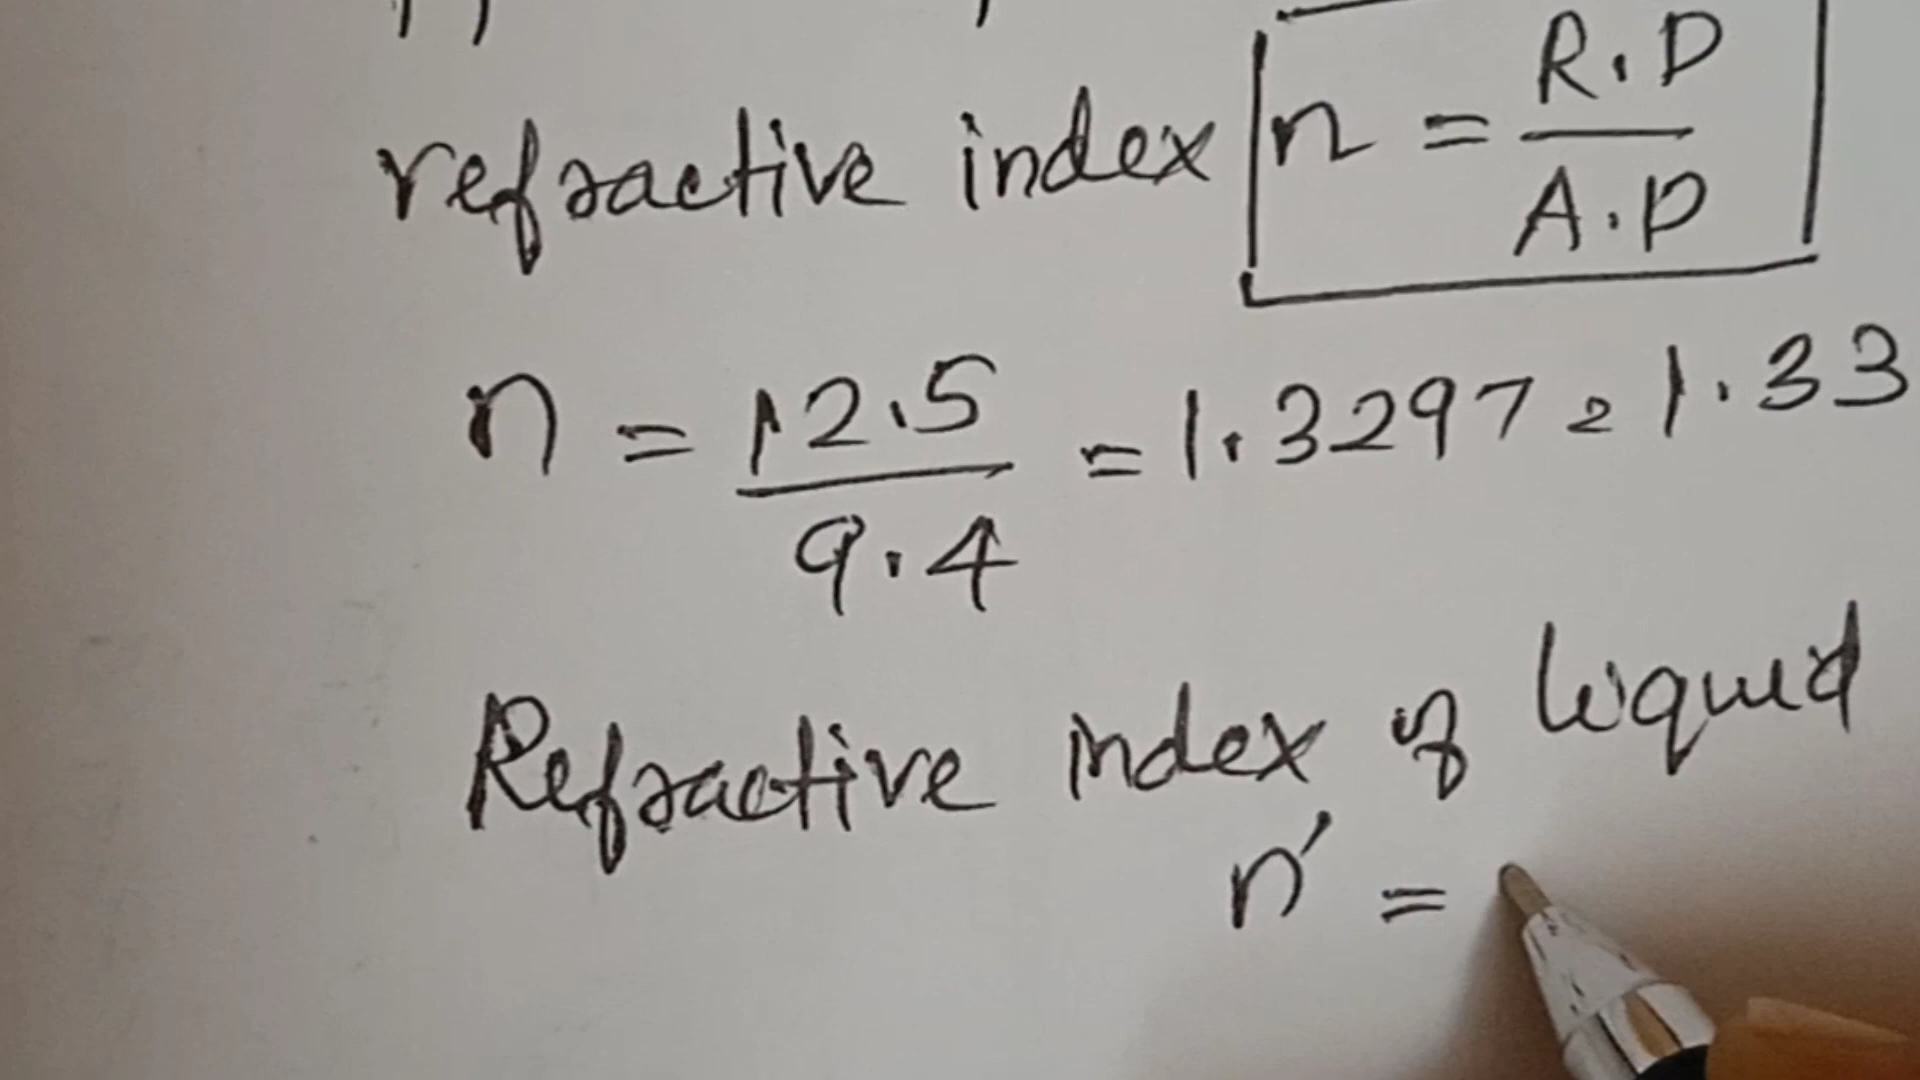 refractive index n = R.D / A.D
n = 12.5 / 9.4 = 1.3297 = 1.33
Refractive index of liquid
n' =